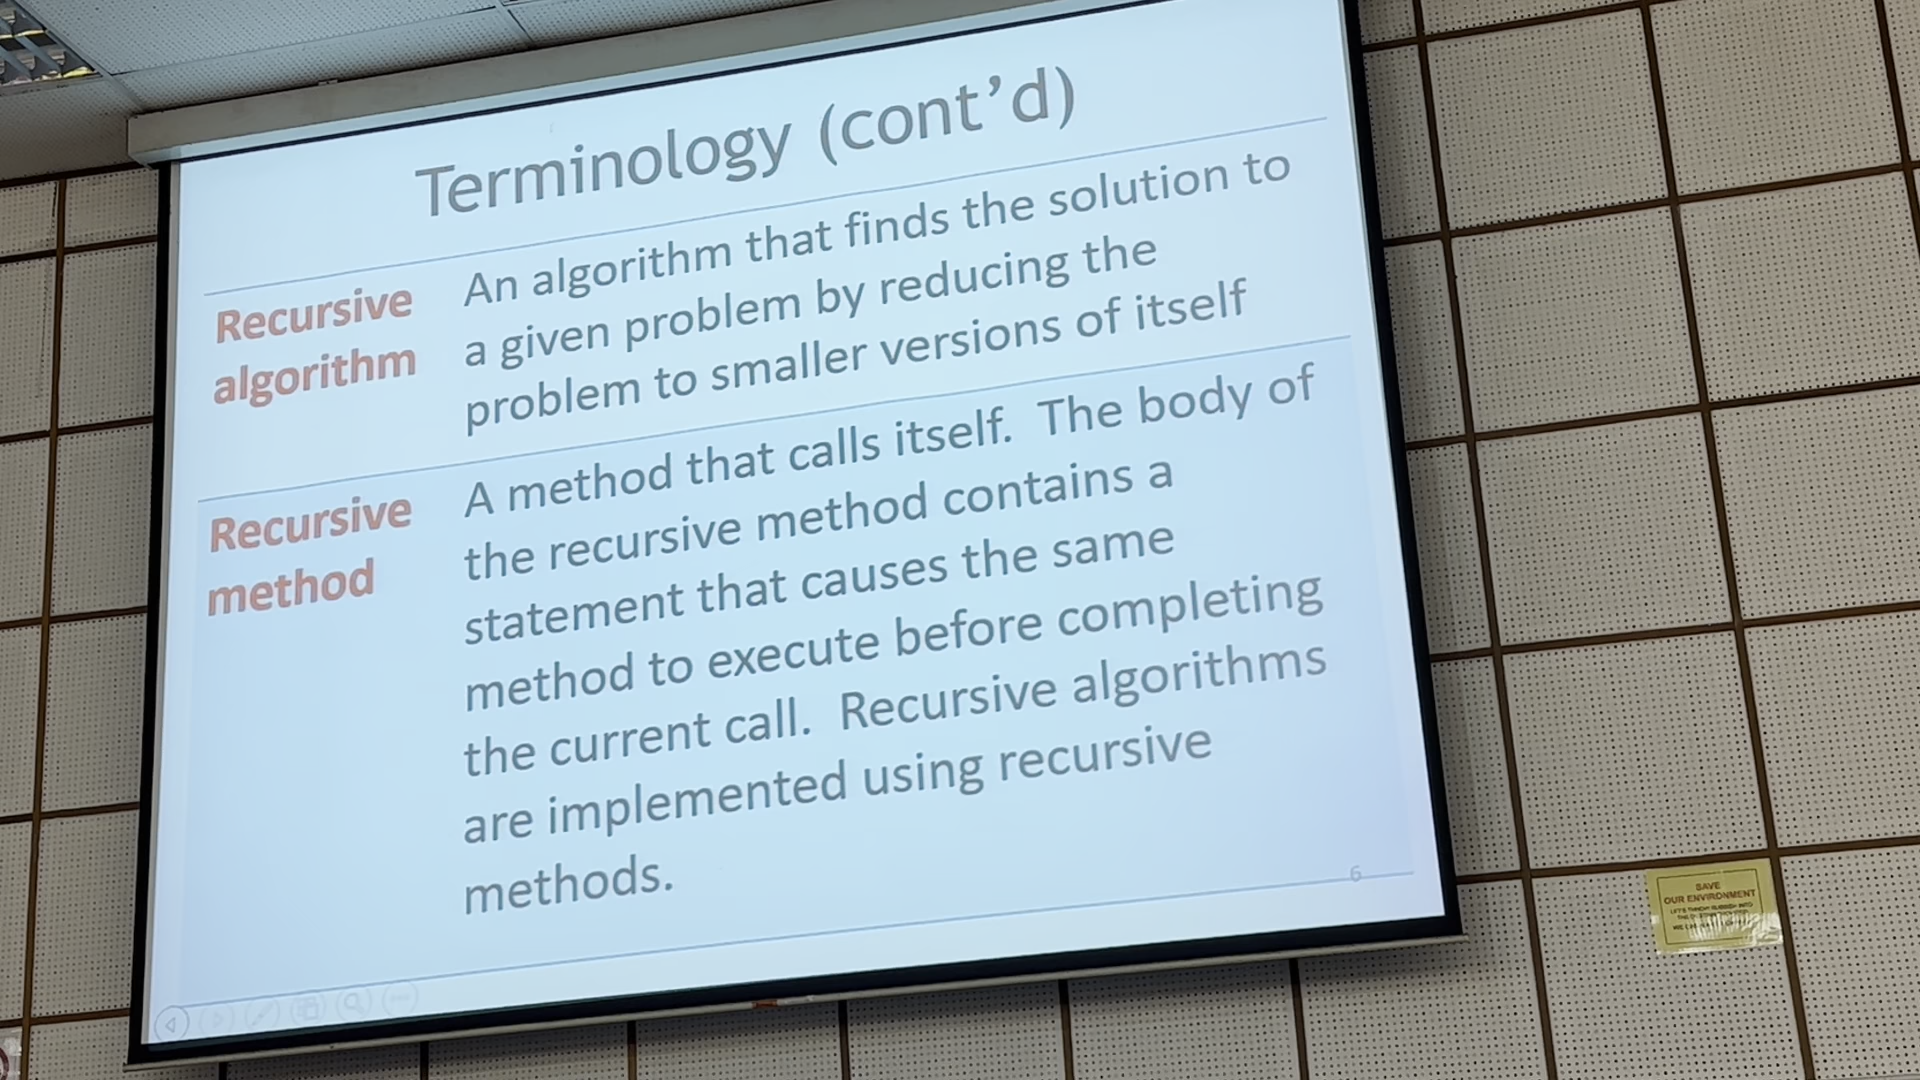 Terminology (cont’d)
Recursive
algorithm
An algorithm that finds the solution to
a given problem by reducing the
problem to smaller versions of itself
Recursive
method
A method that calls itself.  The body of
the recursive method contains a
statement that causes the same
method to execute before completing
the current call.  Recursive algorithms
are implemented using recursive
methods.
6
SAVE
OUR ENVIRONMENT